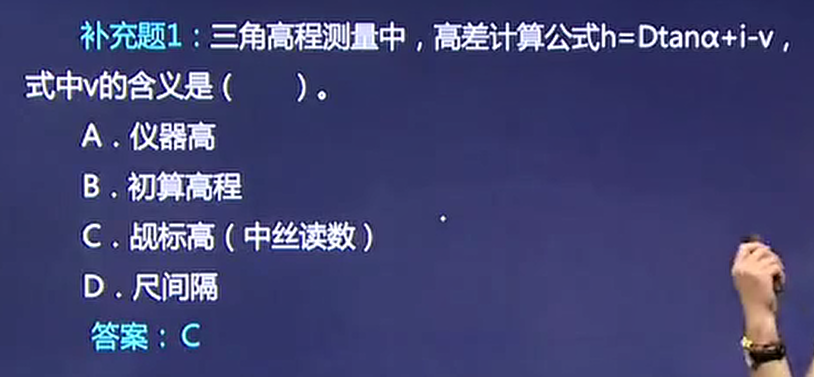 补充题1：三角高程测量中，高差计算公式h=Dtanα+i-v，
式中v的含义是（　　）。
A．仪器高
B．初算高程
C．觇标高（中丝读数）
D．尺间隔
答案：C